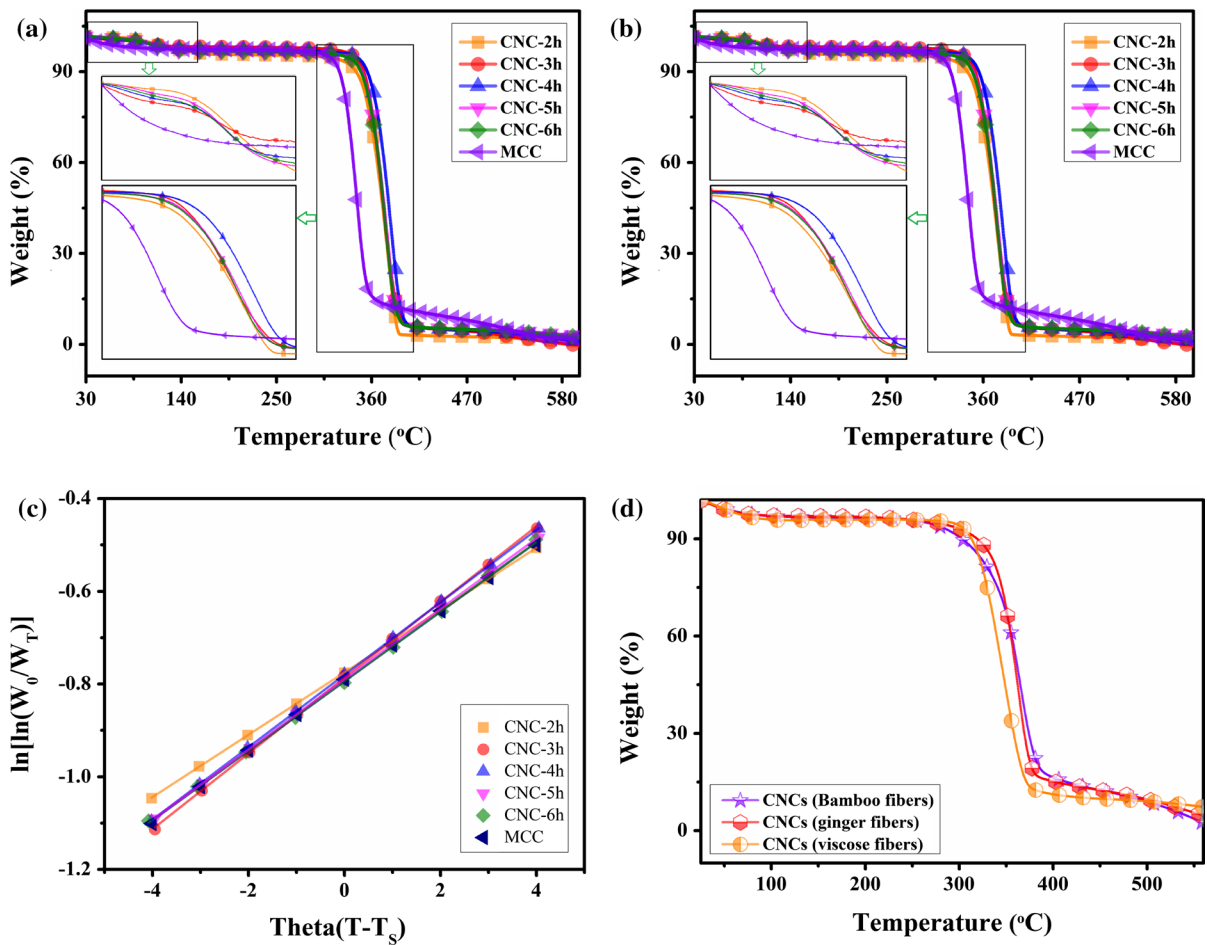 (a)
CNC-2h
CNC-3h
CNC-4h
CNC-5h
CNC-6h
MCC
90
60
30
0
Weight (%)
30 140 250 360 470 580
Temperature (°C)
(b)
CNC-2h
CNC-3h
CNC-4h
CNC-5h
CNC-6h
MCC
90
60
30
0
Weight (%)
30 140 250 360 470 580
Temperature (°C)
(c)
-0.4
-0.6
-0.8
-1.0
-1.2
ln[ln(W₀/W_T)]
CNC-2h
CNC-3h
CNC-4h
CNC-5h
CNC-6h
MCC
-4 -2 0 2 4
Theta(T-T_S)
(d)
90
60
30
0
Weight (%)
CNCs (Bamboo fibers)
CNCs (ginger fibers)
CNCs (viscose fibers)
100 200 300 400 500
Temperature (°C)